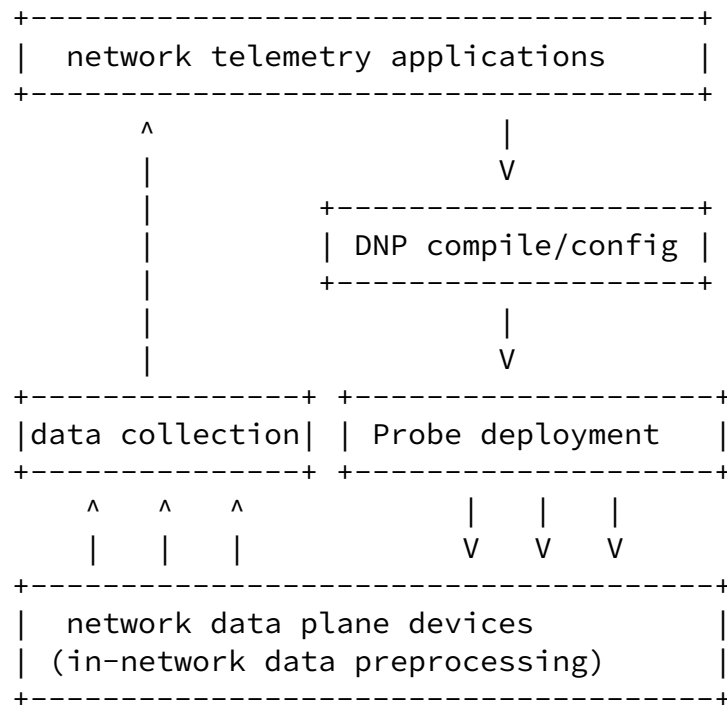 network telemetry applications
DNP compile/config
data collection
Probe deployment
network data plane devices
(in-network data preprocessing)